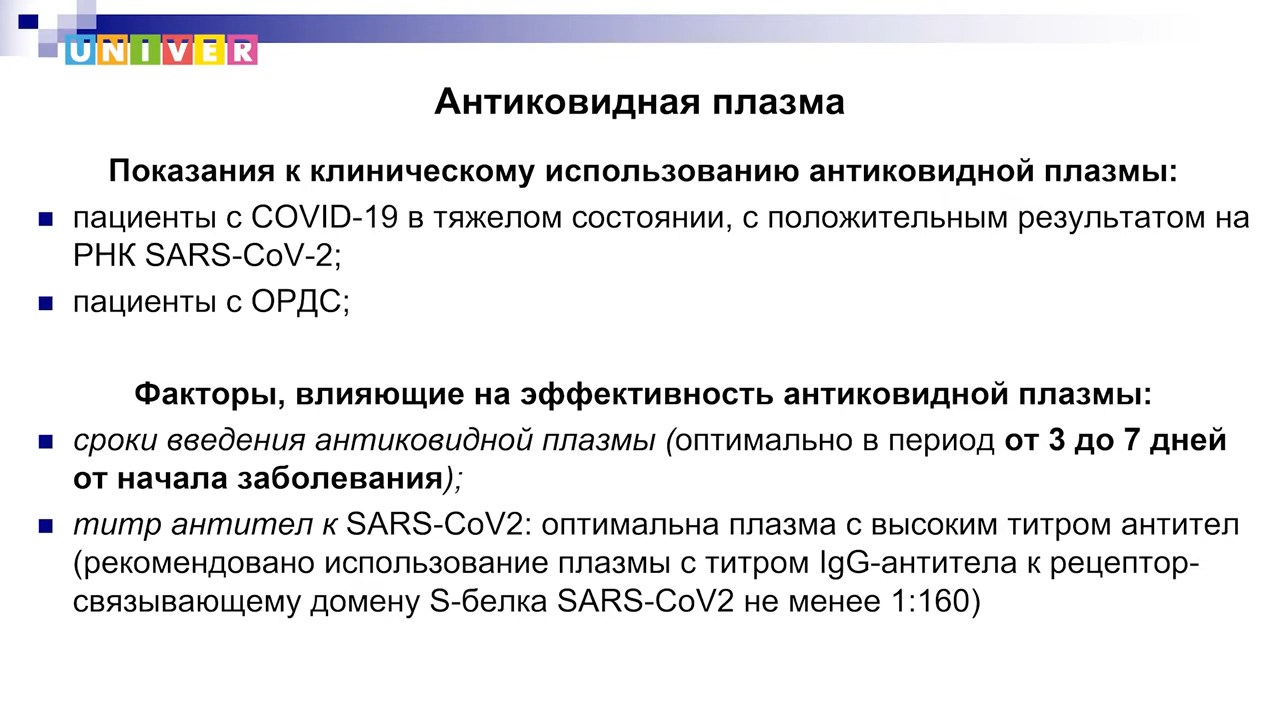 UNIVER
Антиковидная плазма
Показания к клиническому использованию антиковидной плазмы:
пациенты с COVID-19 в тяжелом состоянии, с положительным результатом на
РНК SARS-CoV-2;
пациенты с ОРДС;
Факторы, влияющие на эффективность антиковидной плазмы:
сроки введения антиковидной плазмы (оптимально в период от 3 до 7 дней
от начала заболевания);
титр антител к SARS-CoV2: оптимальна плазма с высоким титром антител
(рекомендовано использование плазмы с титром IgG-антитела к рецептор-
связывающему домену S-белка SARS-CoV2 не менее 1:160)